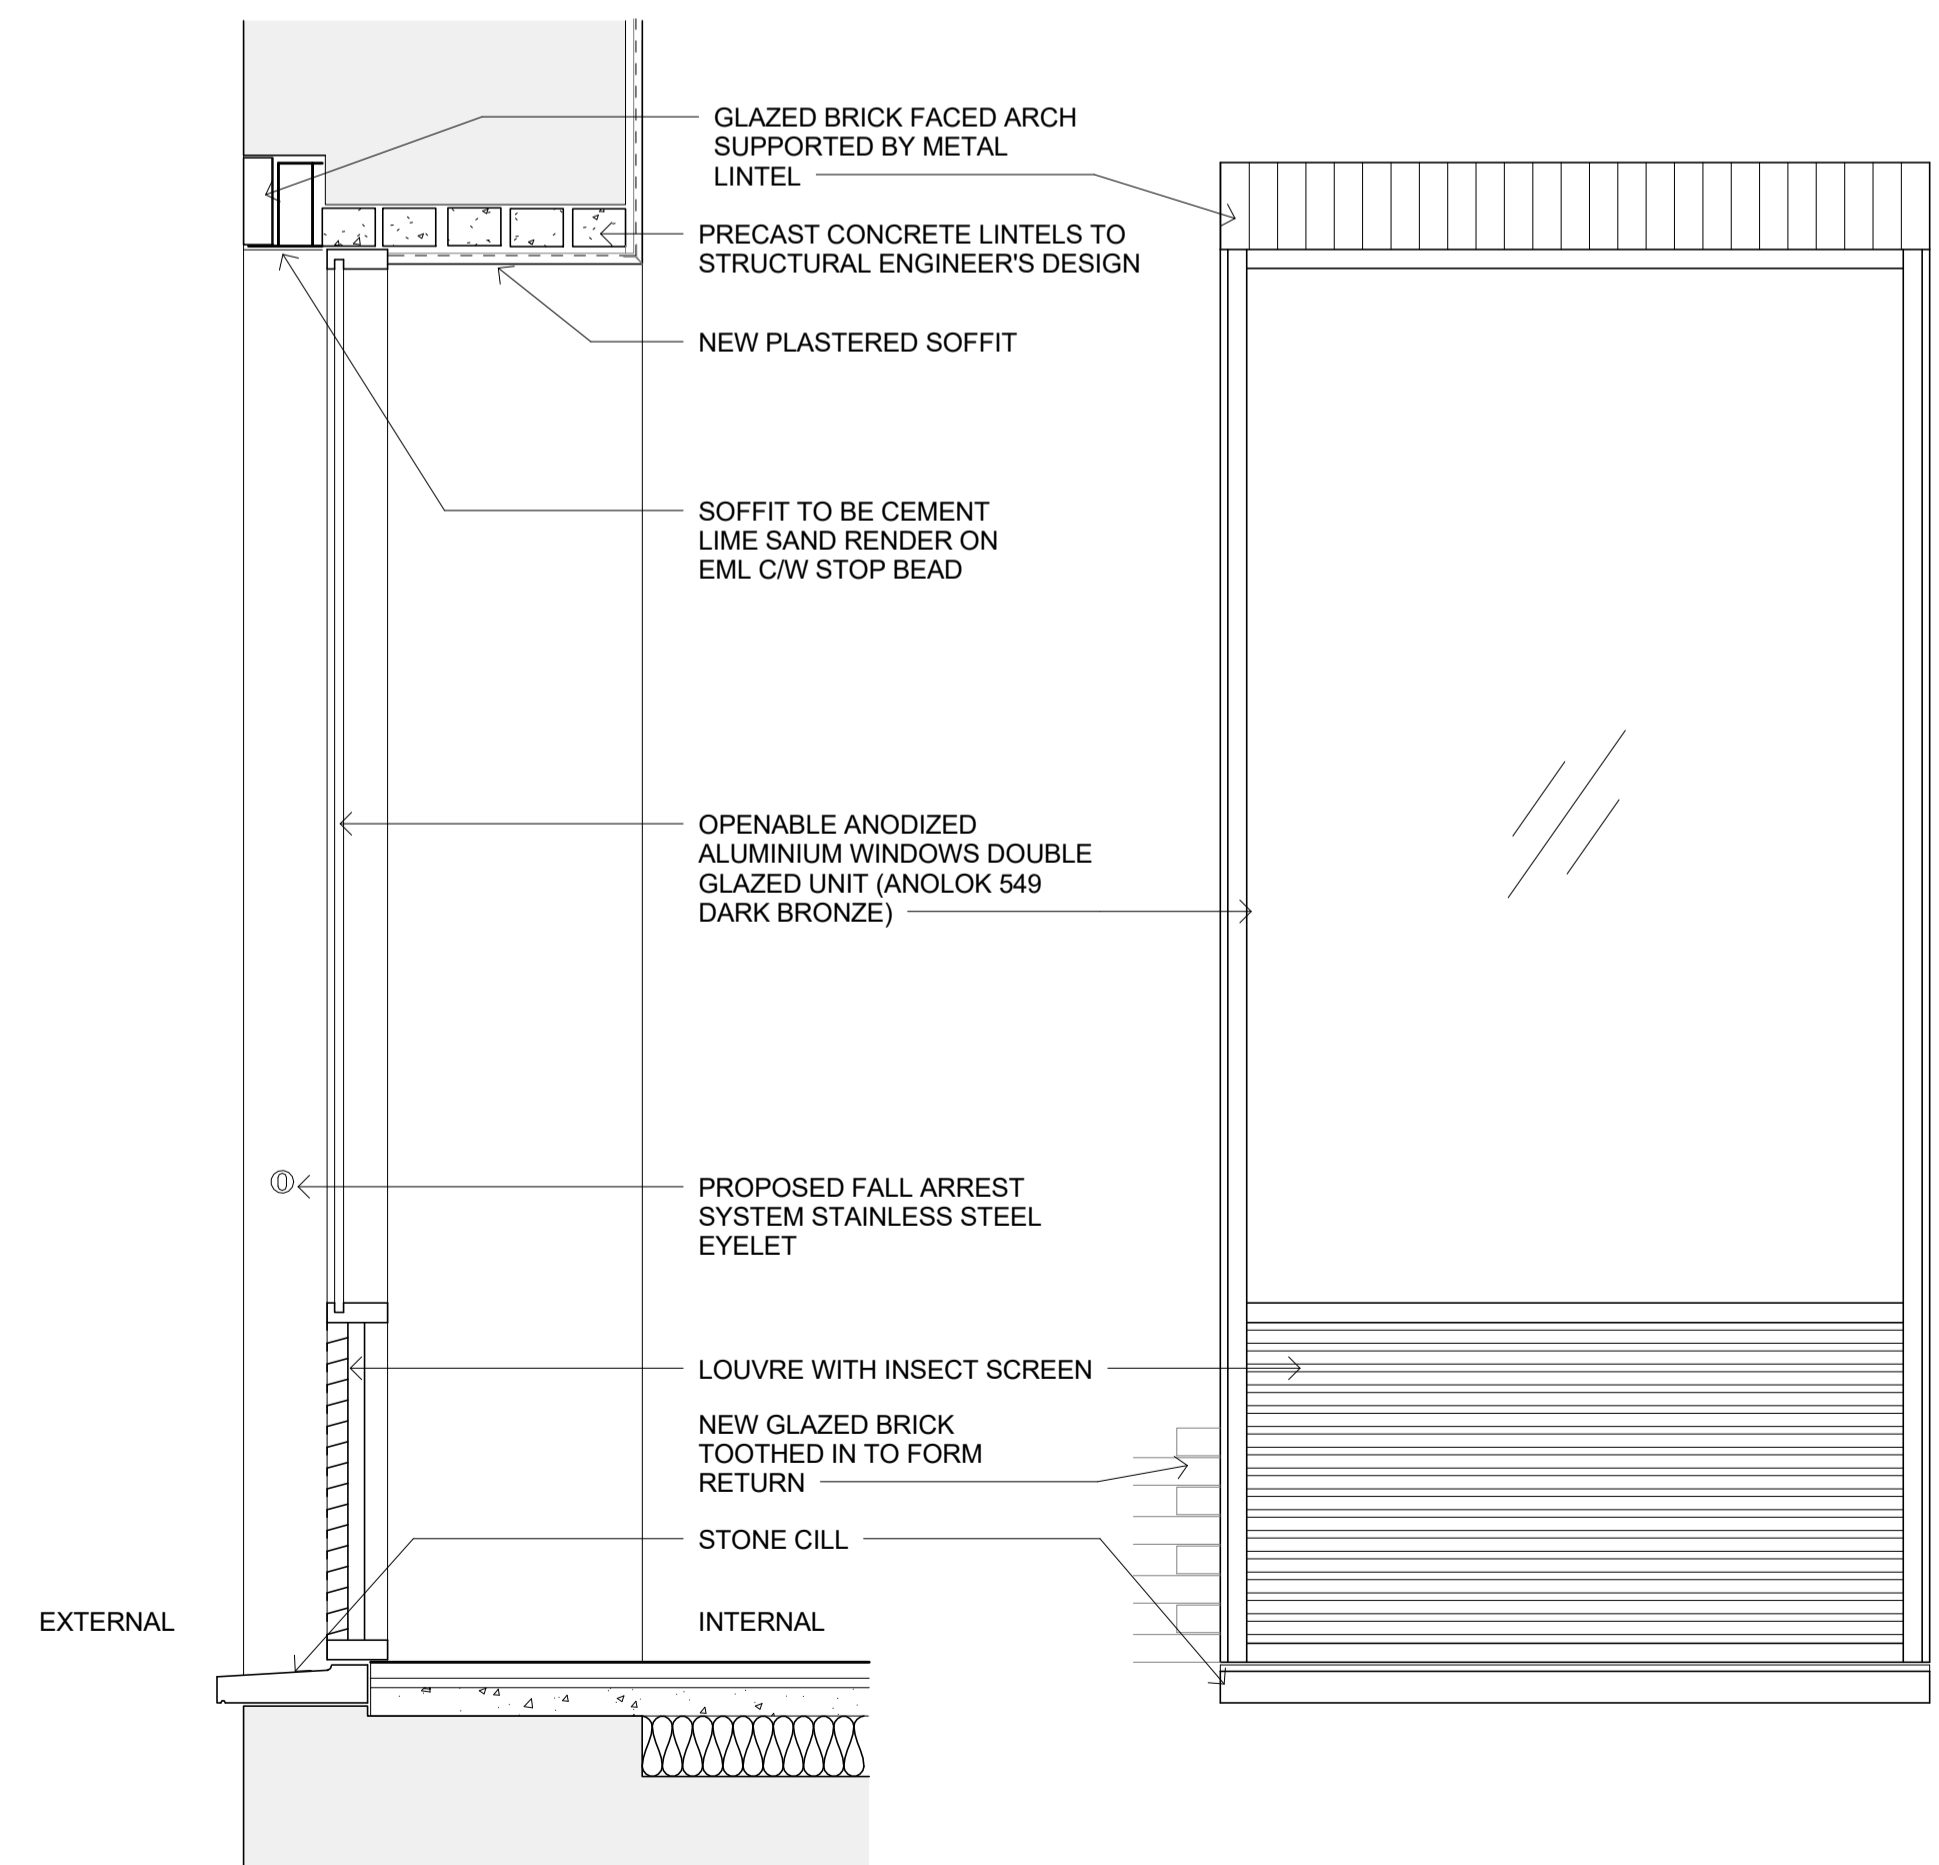 GLAZED BRICK FACED ARCH
SUPPORTED BY METAL
LINTEL
PRECAST CONCRETE LINTELS TO
STRUCTURAL ENGINEER'S DESIGN
NEW PLASTERED SOFFIT
SOFFIT TO BE CEMENT
LIME SAND RENDER ON
EML C/W STOP BEAD
OPENABLE ANODIZED
ALUMINIUM WINDOWS DOUBLE
GLAZED UNIT (ANOLOK 549
DARK BRONZE)
PROPOSED FALL ARREST
SYSTEM STAINLESS STEEL
EYELET
LOUVRE WITH INSECT SCREEN
NEW GLAZED BRICK
TOOTHED IN TO FORM
RETURN
STONE CILL
EXTERNAL
INTERNAL